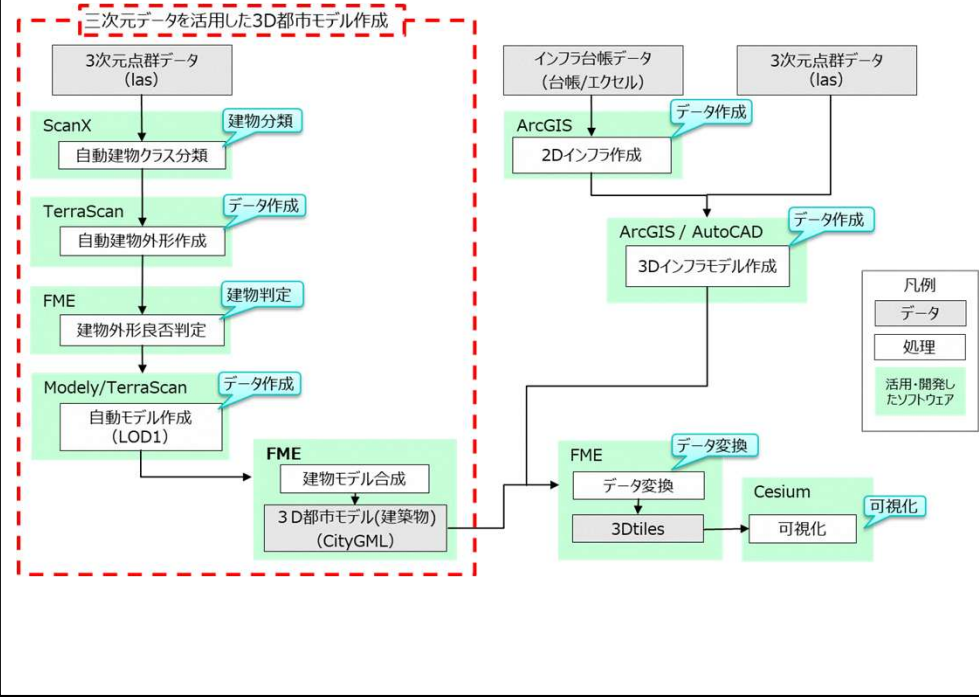 三次元データを活用した3D都市モデル作成
3次元点群データ
(las)
ScanX
建物分類
自動建物クラス分類
TerraScan
データ作成
自動建物外形作成
FME
建物判定
建物外形良否判定
Modely/TerraScan
データ作成
自動モデル作成
(LOD1)
FME
建物モデル合成
3D都市モデル(建築物)
(CityGML)
インフラ台帳データ
(台帳/エクセル)
3次元点群データ
(las)
ArcGIS
データ作成
2Dインフラ作成
ArcGIS / AutoCAD
データ作成
3Dインフラモデル作成
FME
データ変換
データ変換
3Dtiles
Cesium
可視化
可視化
凡例
データ
処理
活用・開発し
たソフトウェア